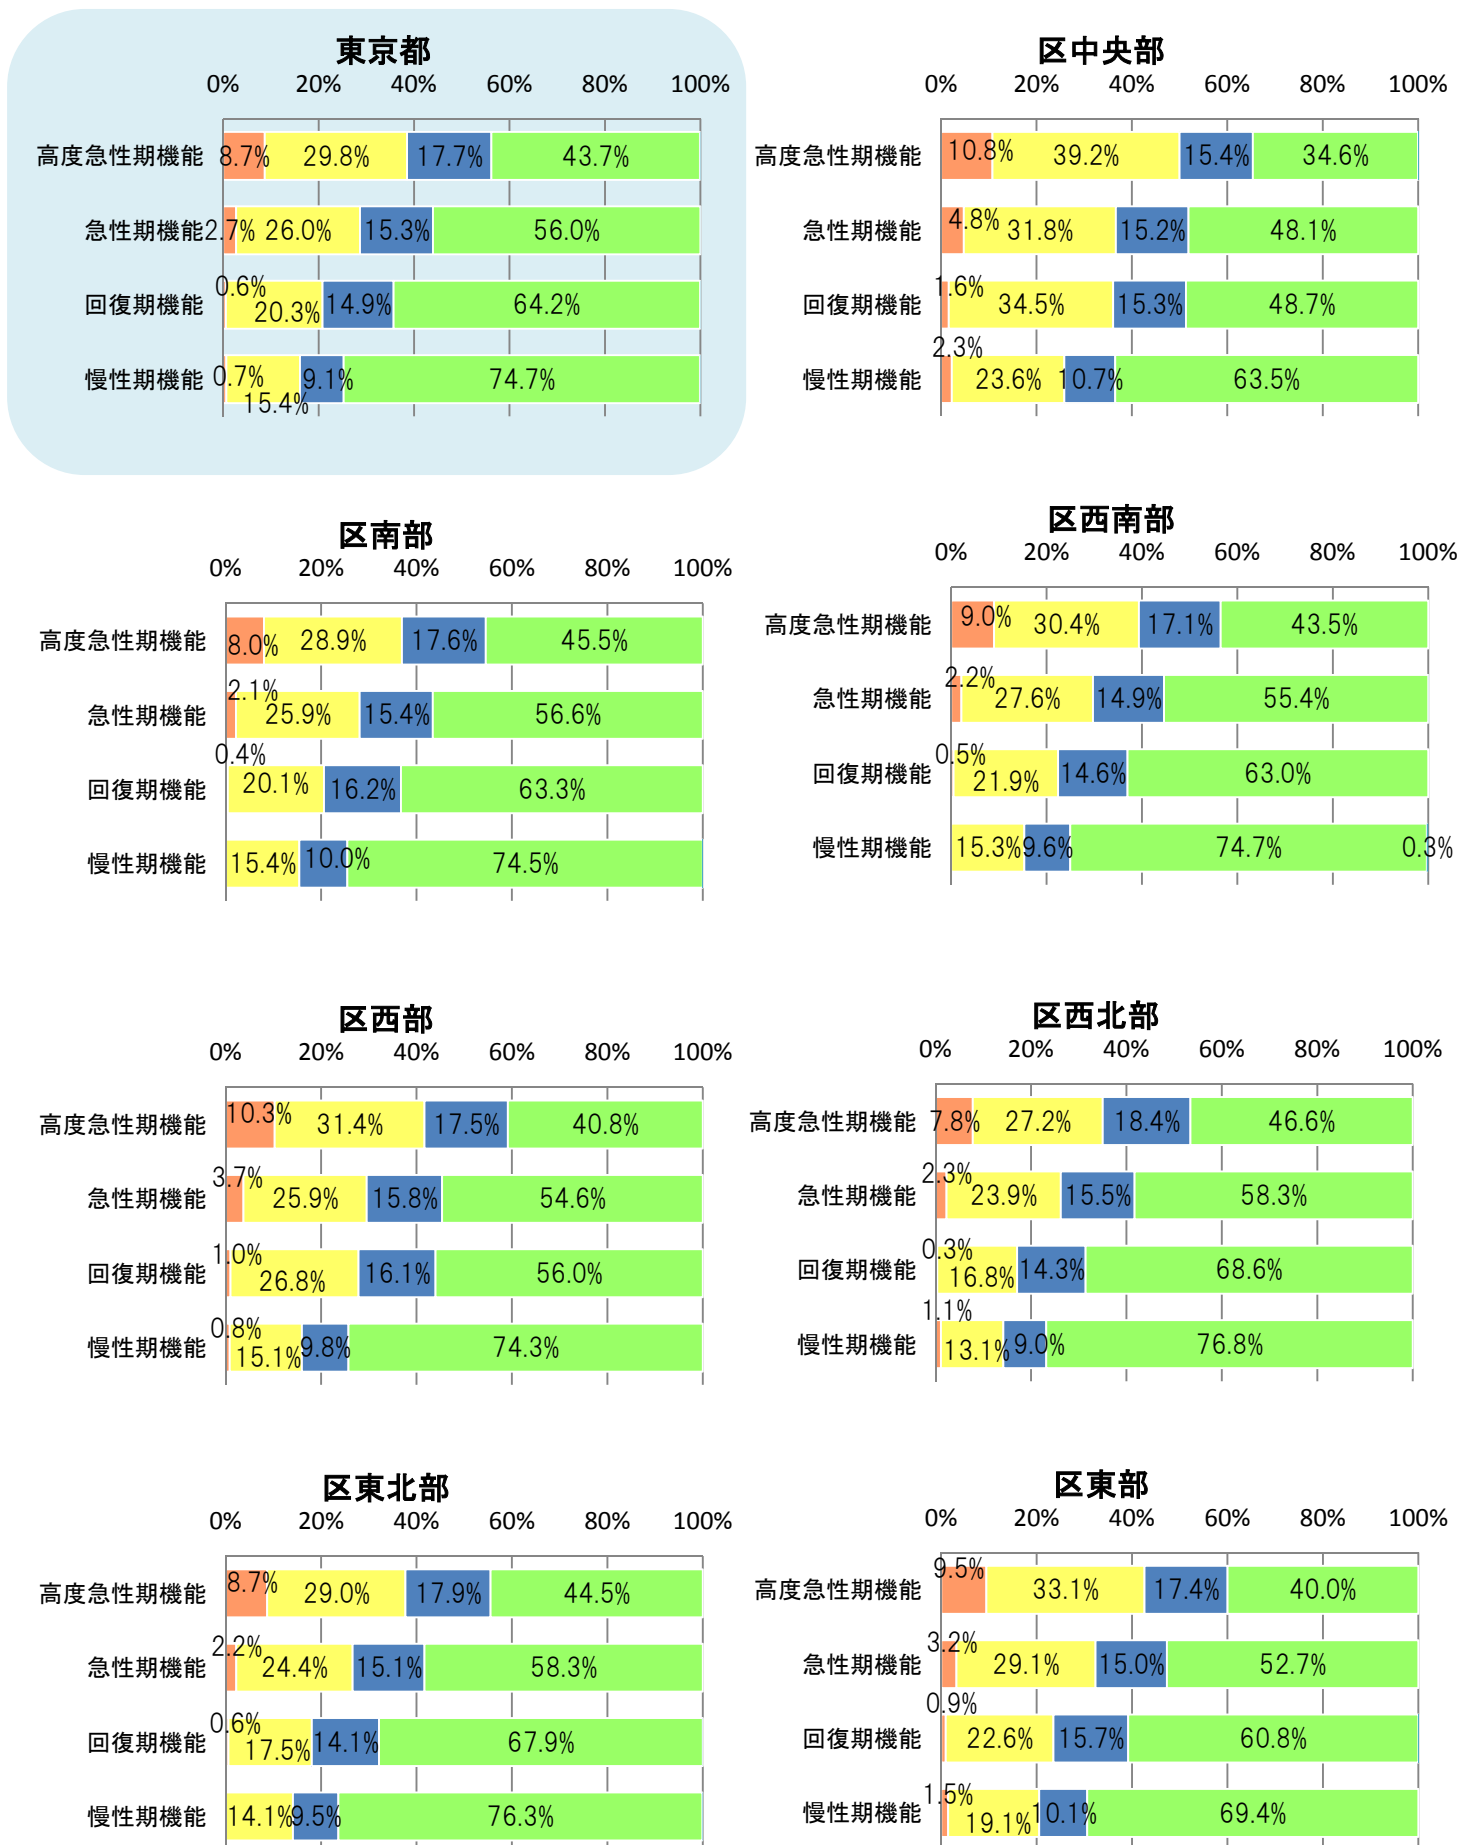 東京都
0% 20% 40% 60% 80% 100%
高度急性期機能 8.7% 29.8% 17.7% 43.7%
急性期機能 2.7% 26.0% 15.3% 56.0%
回復期機能 0.6% 20.3% 14.9% 64.2%
慢性期機能 0.7% 15.4% 9.1% 74.7%
区中央部
0% 20% 40% 60% 80% 100%
高度急性期機能 10.8% 39.2% 15.4% 34.6%
急性期機能 4.8% 31.8% 15.2% 48.1%
回復期機能 1.6% 34.5% 15.3% 48.7%
慢性期機能 2.3% 23.6% 10.7% 63.5%
区南部
0% 20% 40% 60% 80% 100%
高度急性期機能 8.0% 28.9% 17.6% 45.5%
急性期機能 2.1% 25.9% 15.4% 56.6%
回復期機能 0.4% 20.1% 16.2% 63.3%
慢性期機能 15.4% 10.0% 74.5%
区西南部
0% 20% 40% 60% 80% 100%
高度急性期機能 9.0% 30.4% 17.1% 43.5%
急性期機能 2.2% 27.6% 14.9% 55.4%
回復期機能 0.5% 21.9% 14.6% 63.0%
慢性期機能 15.3% 9.6% 74.7% 0.3%
区西部
0% 20% 40% 60% 80% 100%
高度急性期機能 10.3% 31.4% 17.5% 40.8%
急性期機能 3.7% 25.9% 15.8% 54.6%
回復期機能 1.0% 26.8% 16.1% 56.0%
慢性期機能 0.8% 15.1% 9.8% 74.3%
区西北部
0% 20% 40% 60% 80% 100%
高度急性期機能 7.8% 27.2% 18.4% 46.6%
急性期機能 2.3% 23.9% 15.5% 58.3%
回復期機能 0.3% 16.8% 14.3% 68.6%
慢性期機能 1.1% 13.1% 9.0% 76.8%
区東北部
0% 20% 40% 60% 80% 100%
高度急性期機能 8.7% 29.0% 17.9% 44.5%
急性期機能 2.2% 24.4% 15.1% 58.3%
回復期機能 0.6% 17.5% 14.1% 67.9%
慢性期機能 14.1% 9.5% 76.3%
区東部
0% 20% 40% 60% 80% 100%
高度急性期機能 9.5% 33.1% 17.4% 40.0%
急性期機能 3.2% 29.1% 15.0% 52.7%
回復期機能 0.9% 22.6% 15.7% 60.8%
慢性期機能 1.5% 19.1% 10.1% 69.4%